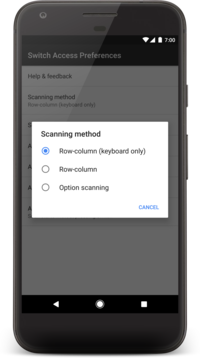 7:00
Switch Access Preferences
Help & feedback
Scanning method
Row-column (keyboard only)
Scanning method
Row-column (keyboard only)
Row-column
Option scanning
CANCEL